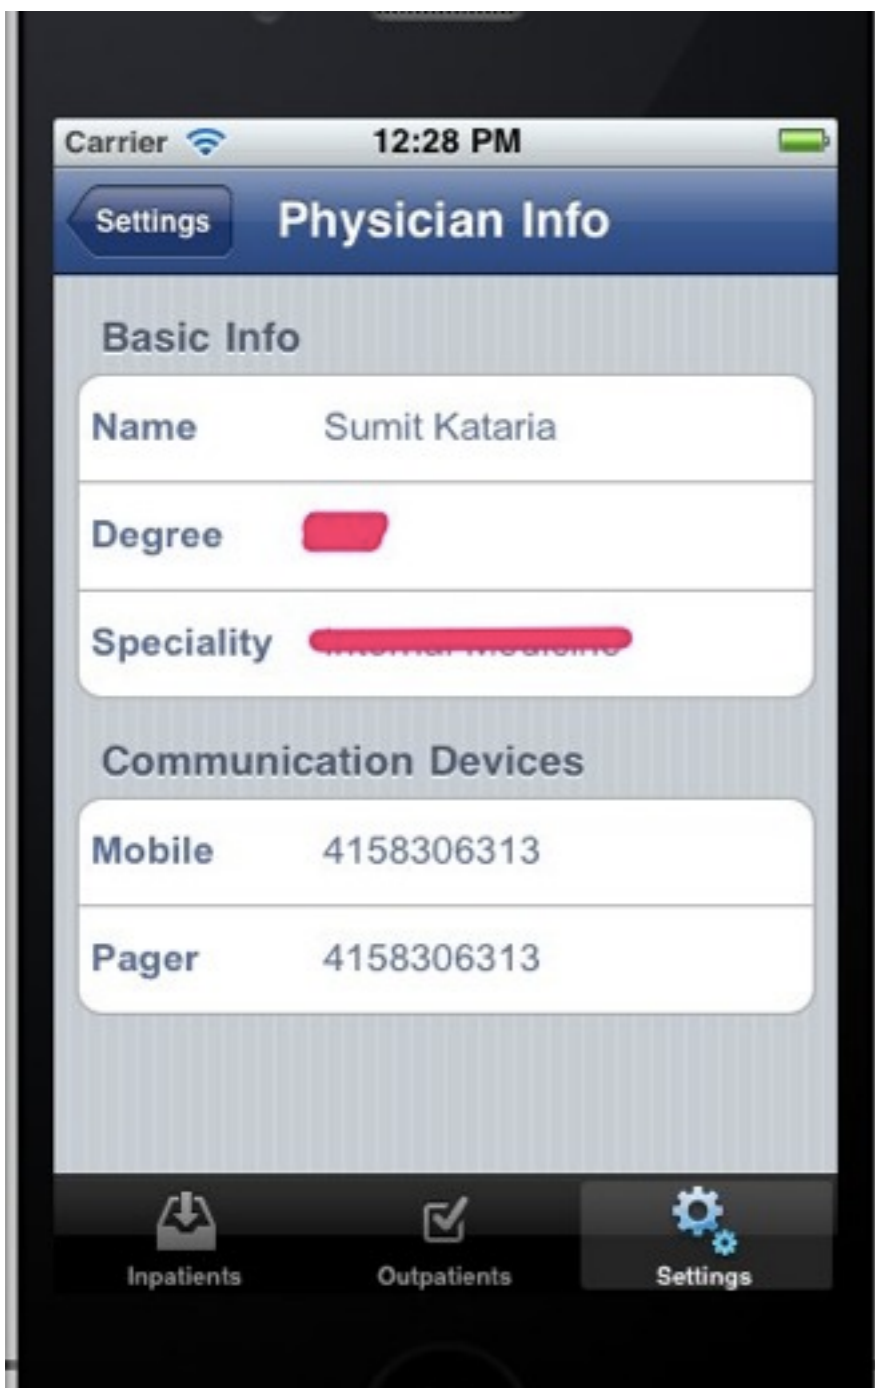 Carrier 12:28 PM
Settings Physician Info
Basic Info
Name Sumit Kataria
Degree
Speciality
Communication Devices
Mobile 4158306313
Pager 4158306313
Inpatients Outpatients Settings